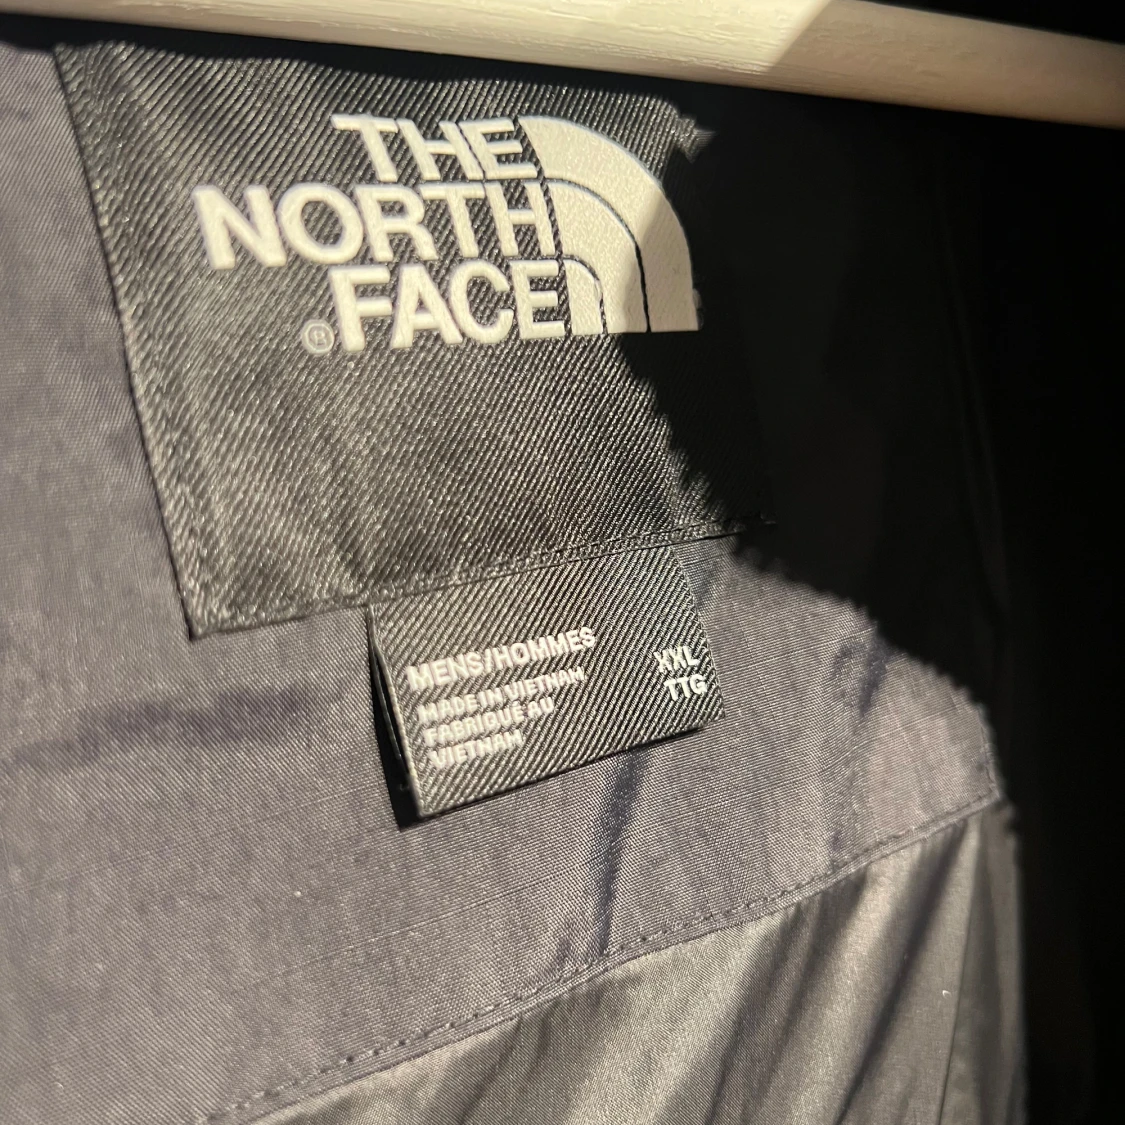 THE
NORTH
FACE
®
MENS/HOMMES
MADE IN VIETNAM
FABRIQUÉ AU
VIETNAM
XXL
TTG